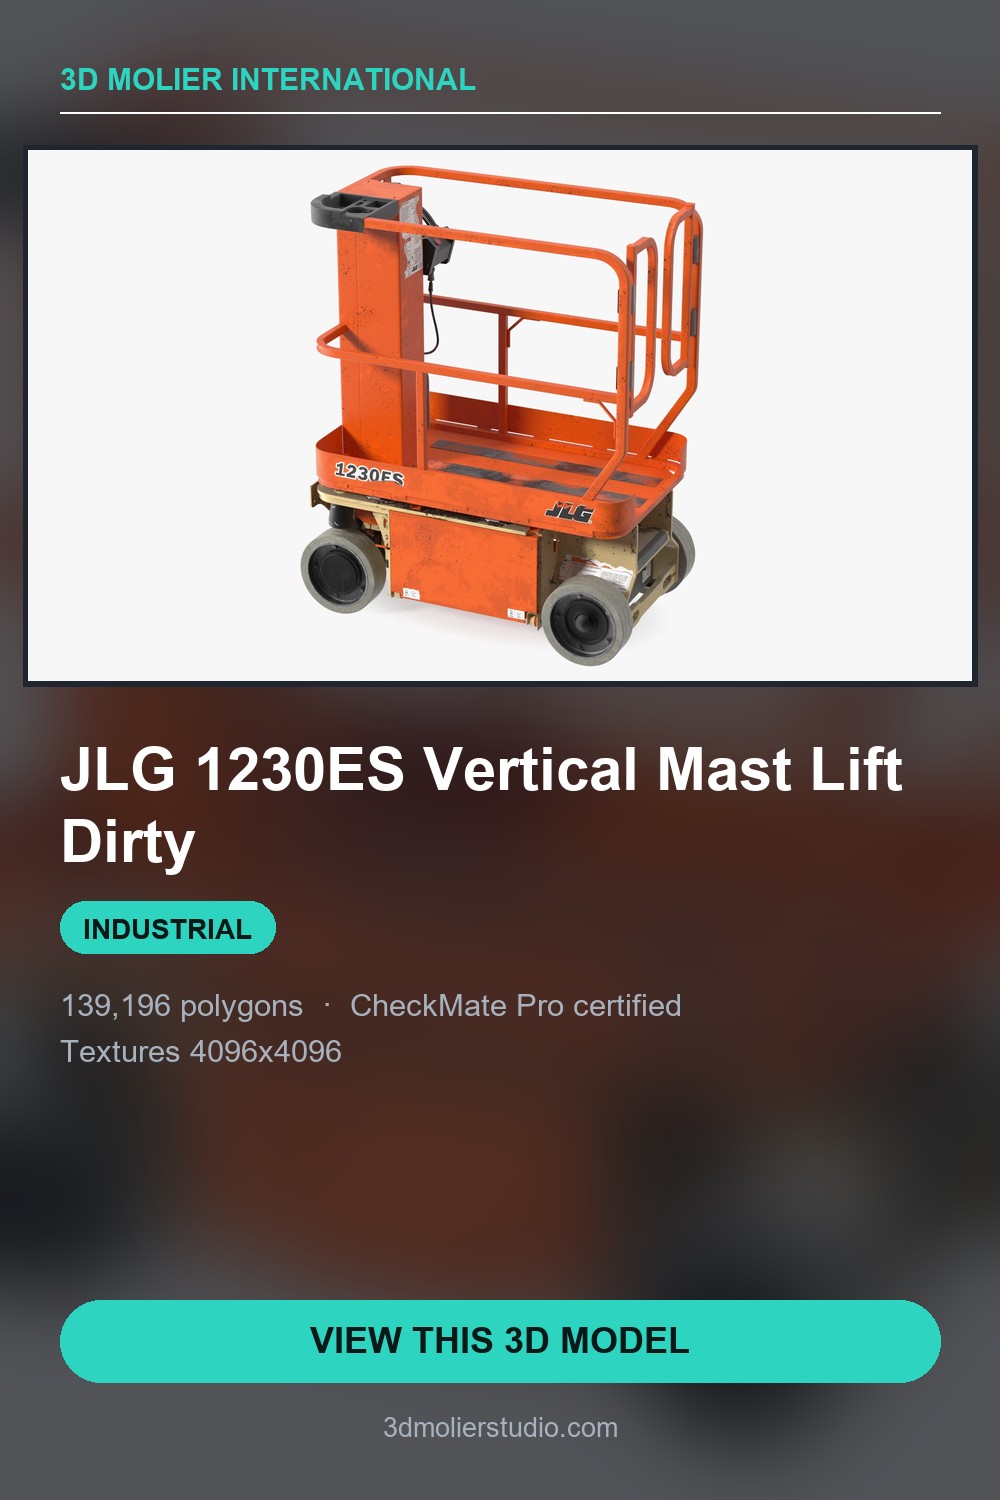 3D MOLIER INTERNATIONAL
1230ES
JLG
JLG 1230ES Vertical Mast Lift
Dirty
INDUSTRIAL
139,196 polygons · CheckMate Pro certified
Textures 4096x4096
VIEW THIS 3D MODEL
3dmolierstudio.com